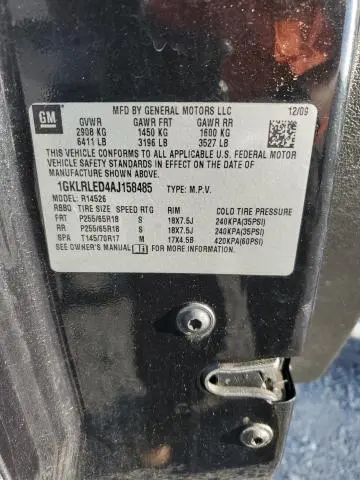 GM
MFD BY GENERAL MOTORS LLC 12/09
GVWR GAWR FRT GAWR RR
2908 KG 1450 KG 1600 KG
6411 LB 3196 LB 3527 LB
THIS VEHICLE CONFORMS TO ALL APPLICABLE U.S. FEDERAL MOTOR
VEHICLE SAFETY STANDARDS IN EFFECT ON THE DATE OF
MANUFACTURE SHOWN ABOVE.
1GKLRLED4AJ158485 TYPE: M.P.V.
MODEL: R14526
RBBQ TIRE SIZE SPEED RTG RIM COLD TIRE PRESSURE
FRT P255/65R18 S 18X7.5J 240KPA(35PSI)
RR P255/65R18 S 18X7.5J 240KPA(35PSI)
SPA T145/70R17 M 17X4.5B 420KPA(60PSI)
SEE OWNER'S MANUAL FOR MORE INFORMATION.